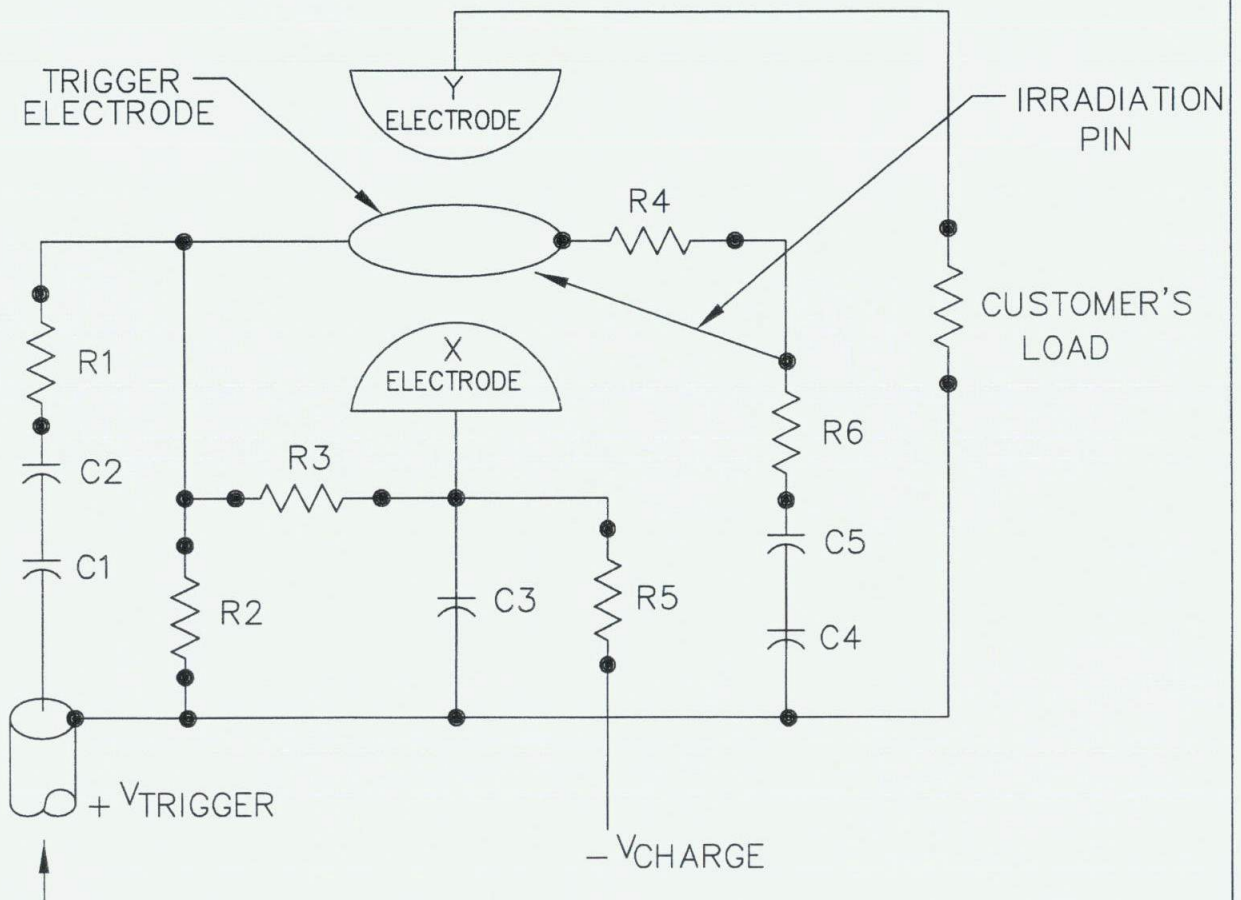 Y
ELECTRODE
TRIGGER
ELECTRODE
IRRADIATION
PIN
R4
CUSTOMER'S
LOAD
X
ELECTRODE
R1
R6
C2
R3
C5
C1
R2
C3
R5
C4
+ VTRIGGER
- VCHARGE